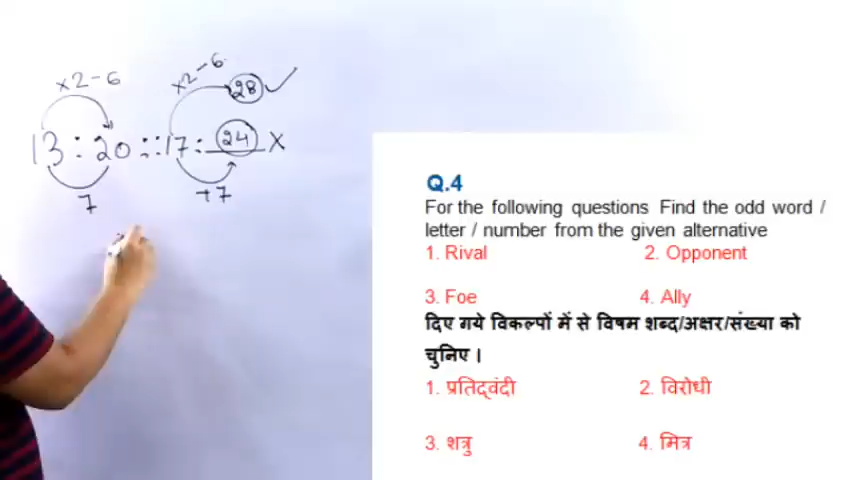 ×2-6
×2-6
28 ✓
13 : 20 :: 17 : 24 ×
7
+7
Q.4
For the following questions Find the odd word /
letter / number from the given alternative
1. Rival 2. Opponent
3. Foe 4. Ally
दिए गये विकल्पों में से विषम शब्द/अक्षर/संख्या को
चुनिए ।
1. प्रतिद्वंदी 2. विरोधी
3. शत्रु 4. मित्र